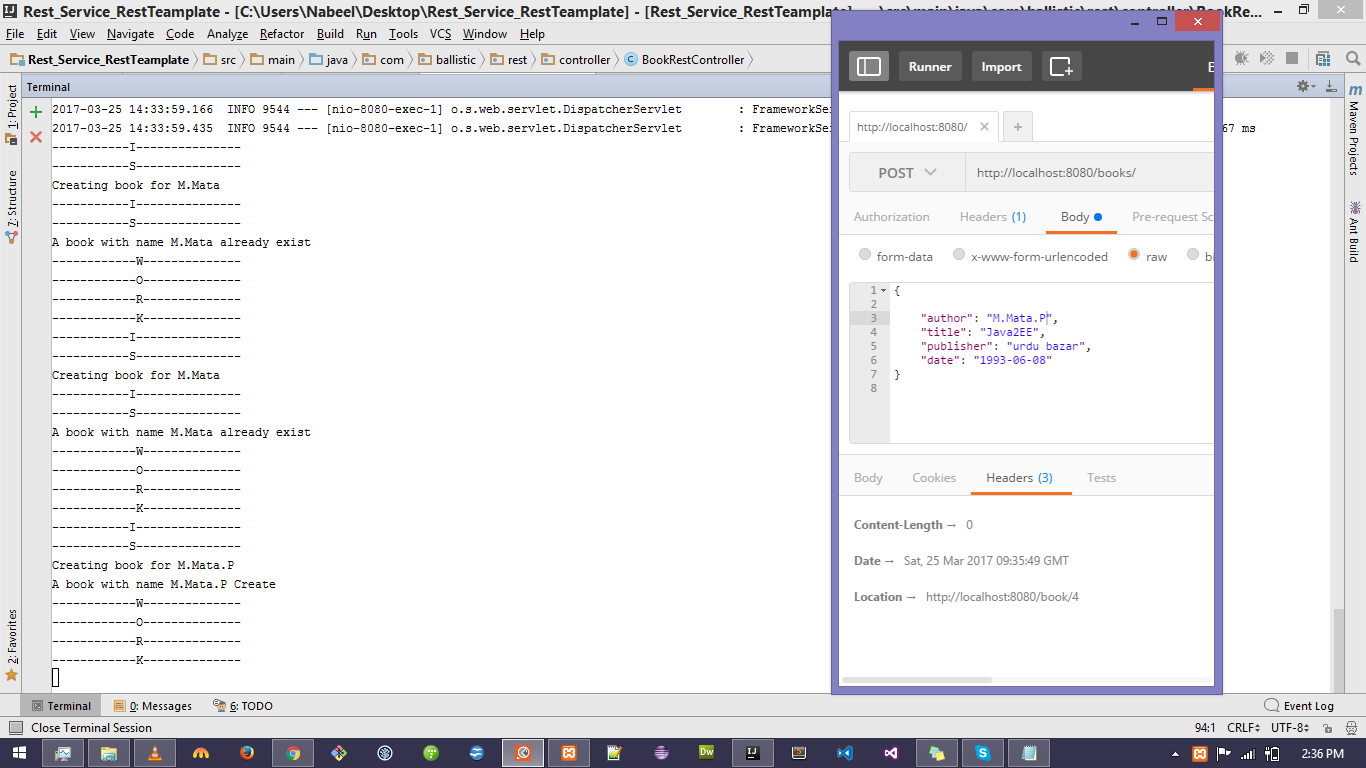 Rest_Service_RestTeamplate - [C:\Users\Nabeel\Desktop\Rest_Service_RestTeamplate] - [Rest_Service_RestTeamplate]
File Edit View Navigate Code Analyze Refactor Build Run Tools VCS Window Help
Rest_Service_RestTeamplate src main java com ballistic rest controller BookRestController
Terminal
1: Project
7: Structure
2: Favorites
Maven Projects
Ant Build
2017-03-25 14:33:59.166 INFO 9544 --- [nio-8080-exec-1] o.s.web.servlet.DispatcherServlet : FrameworkSe
2017-03-25 14:33:59.435 INFO 9544 --- [nio-8080-exec-1] o.s.web.servlet.DispatcherServlet : FrameworkSe 67 ms
------------I--------------
------------S--------------
Creating book for M.Mata
------------I--------------
------------S--------------
A book with name M.Mata already exist
------------W--------------
------------O--------------
------------R--------------
------------K--------------
------------I--------------
------------S--------------
Creating book for M.Mata
------------I--------------
------------S--------------
A book with name M.Mata already exist
------------W--------------
------------O--------------
------------R--------------
------------K--------------
------------I--------------
------------S--------------
Creating book for M.Mata.P
A book with name M.Mata.P Create
------------W--------------
------------O--------------
------------R--------------
------------K--------------
Runner Import
http://localhost:8080/
POST http://localhost:8080/books/
Authorization Headers (1) Body Pre-request Sc
form-data x-www-form-urlencoded raw bi
1 {
2
3 "author": "M.Mata.P",
4 "title": "Java2EE",
5 "publisher": "urdu bazar",
6 "date": "1993-06-08"
7 }
8
Body Cookies Headers (3) Tests
Content-Length → 0
Date → Sat, 25 Mar 2017 09:35:49 GMT
Location → http://localhost:8080/book/4
Terminal 0: Messages 6: TODO Event Log
Close Terminal Session 94:1 CRLF UTF-8
2:36 PM